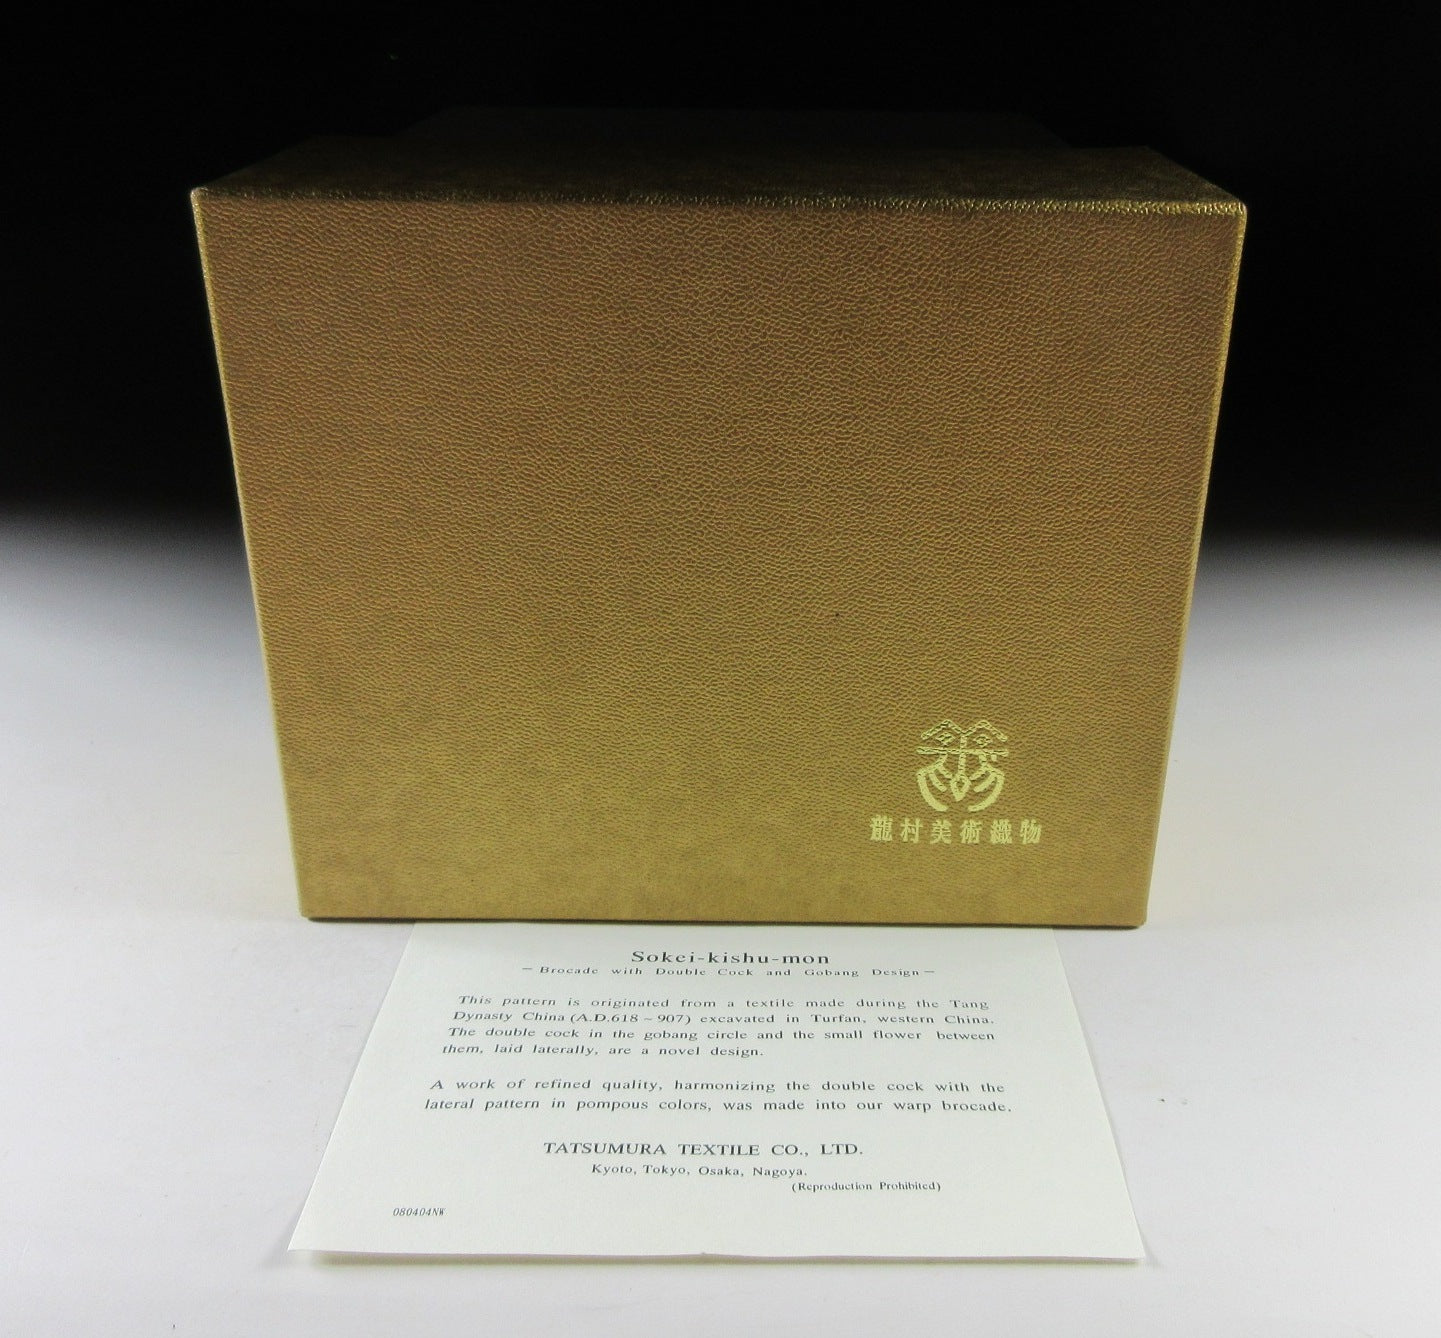 龍村美術織物
Sokei-kishu-mon
— Brocade with Double Cock and Gobang Design —
This pattern is originated from a textile made during the Tang
Dynasty China (A.D.618 ~ 907) excavated in Turfan, western China.
The double cock in the gobang circle and the small flower between
them, laid laterally, are a novel design.
A work of refined quality, harmonizing the double cock with the
lateral pattern in pompous colors, was made into our warp brocade.
TATSUMURA TEXTILE CO., LTD.
Kyoto, Tokyo, Osaka, Nagoya.
(Reproduction Prohibited)
080404NW